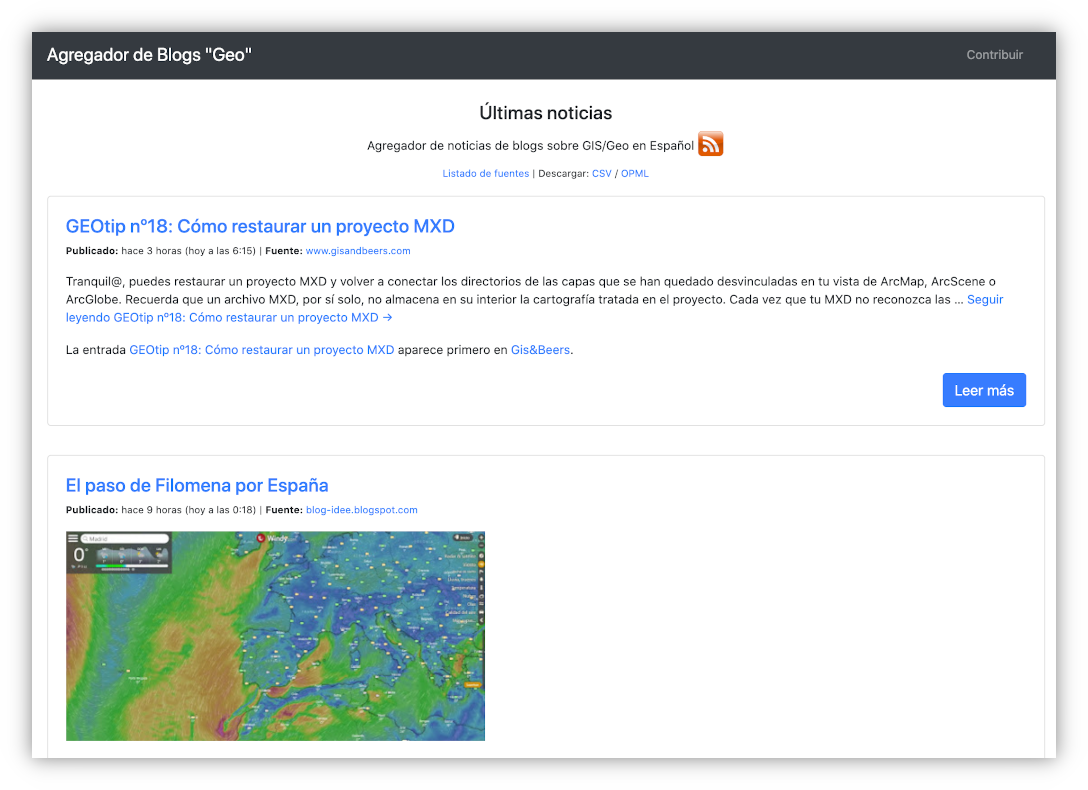 Agregador de Blogs "Geo"
Contribuir
Últimas noticias
Agregador de noticias de blogs sobre GIS/Geo en Español
Listado de fuentes | Descargar: CSV / OPML
GEOtip nº18: Cómo restaurar un proyecto MXD
Publicado: hace 3 horas (hoy a las 6:15) | Fuente: www.gisandbeers.com
Tranquil@, puedes restaurar un proyecto MXD y volver a conectar los directorios de las capas que se han quedado desvinculadas en tu vista de ArcMap, ArcScene o
ArcGlobe. Recuerda que un archivo MXD, por sí solo, no almacena en su interior la cartografía tratada en el proyecto. Cada vez que tu MXD no reconozca las ... Seguir
leyendo GEOtip nº18: Cómo restaurar un proyecto MXD →
La entrada GEOtip nº18: Cómo restaurar un proyecto MXD aparece primero en Gis&Beers.
Leer más
El paso de Filomena por España
Publicado: hace 9 horas (hoy a las 0:18) | Fuente: blog-idee.blogspot.com
Madrid
Windy
0°